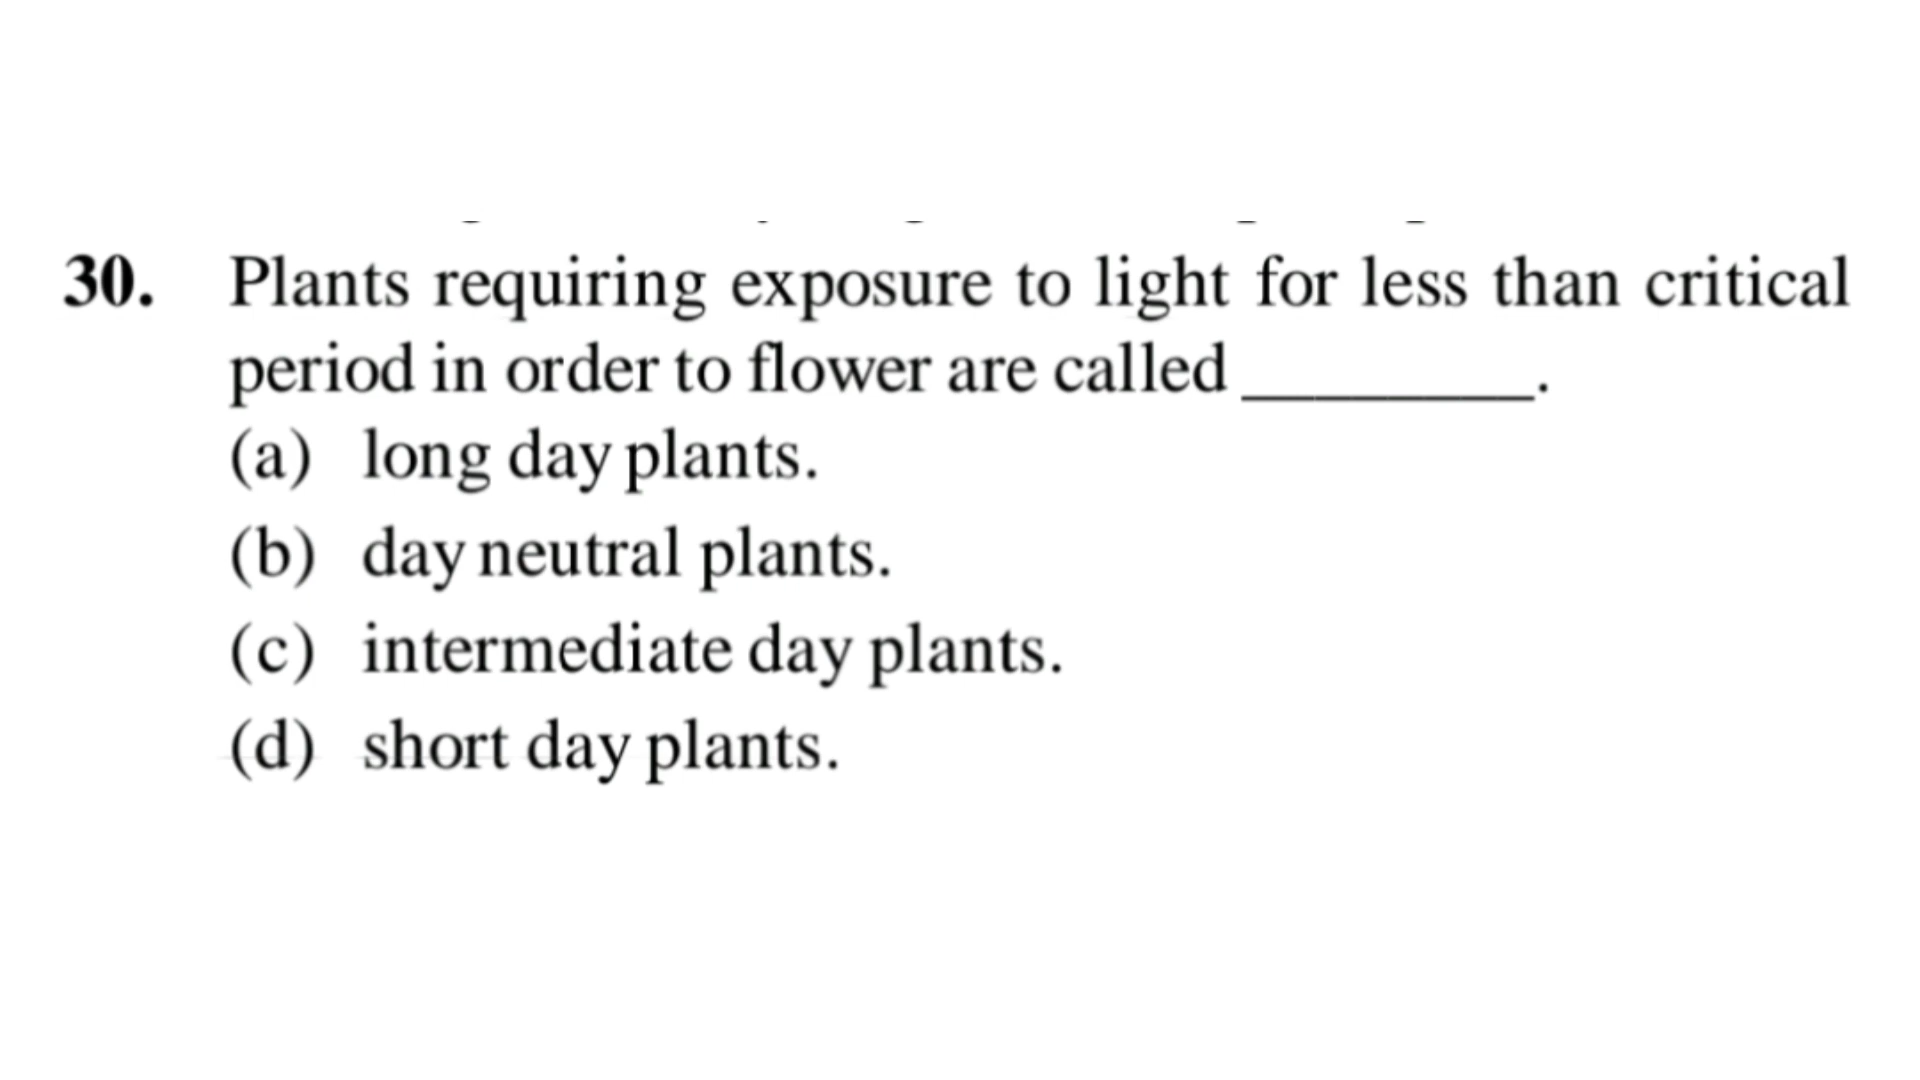 30. Plants requiring exposure to light for less than critical
period in order to flower are called ________.
(a) long day plants.
(b) day neutral plants.
(c) intermediate day plants.
(d) short day plants.